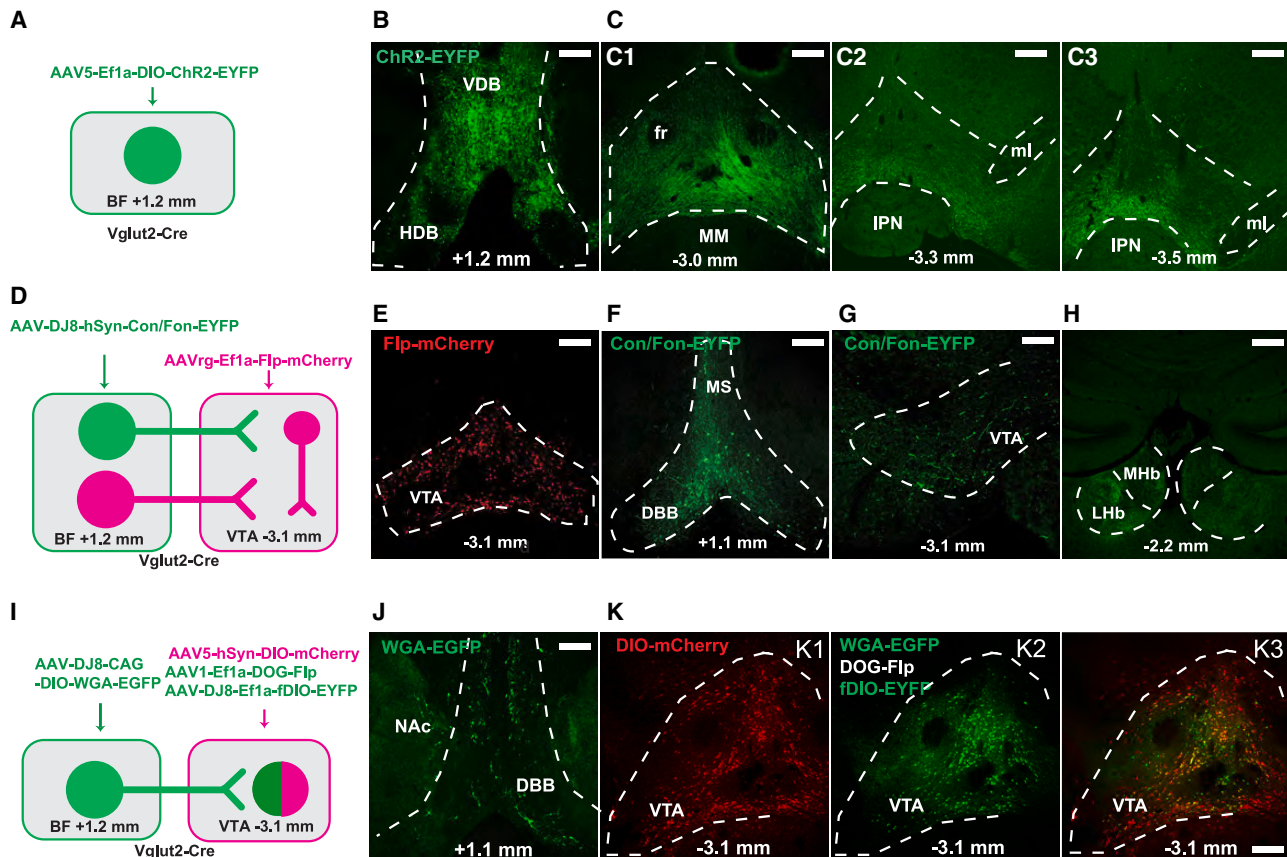 A
AAV5-Ef1a-DIO-ChR2-EYFP
BF +1.2 mm
Vglut2-Cre
B
ChR2-EYFP
VDB
HDB
+1.2 mm
C
C1
fr
MM
-3.0 mm
C2
ml
IPN
-3.3 mm
C3
ml
IPN
-3.5 mm
D
AAV-DJ8-hSyn-Con/Fon-EYFP
AAVrg-Ef1a-Flp-mCherry
BF +1.2 mm
VTA -3.1 mm
Vglut2-Cre
E
Flp-mCherry
VTA
-3.1 mm
F
Con/Fon-EYFP
MS
DBB
+1.1 mm
G
Con/Fon-EYFP
VTA
-3.1 mm
H
MHb
LHb
-2.2 mm
I
AAV-DJ8-CAG
-DIO-WGA-EGFP
AAV5-hSyn-DIO-mCherry
AAV1-Ef1a-DOG-Flp
AAV-DJ8-Ef1a-fDIO-EYFP
BF +1.2 mm
VTA -3.1 mm
Vglut2-Cre
J
WGA-EGFP
NAc
DBB
+1.1 mm
K
DIO-mCherry
K1
VTA
-3.1 mm
WGA-EGFP
DOG-Flp
fDIO-EYFP
K2
VTA
-3.1 mm
K3
VTA
-3.1 mm